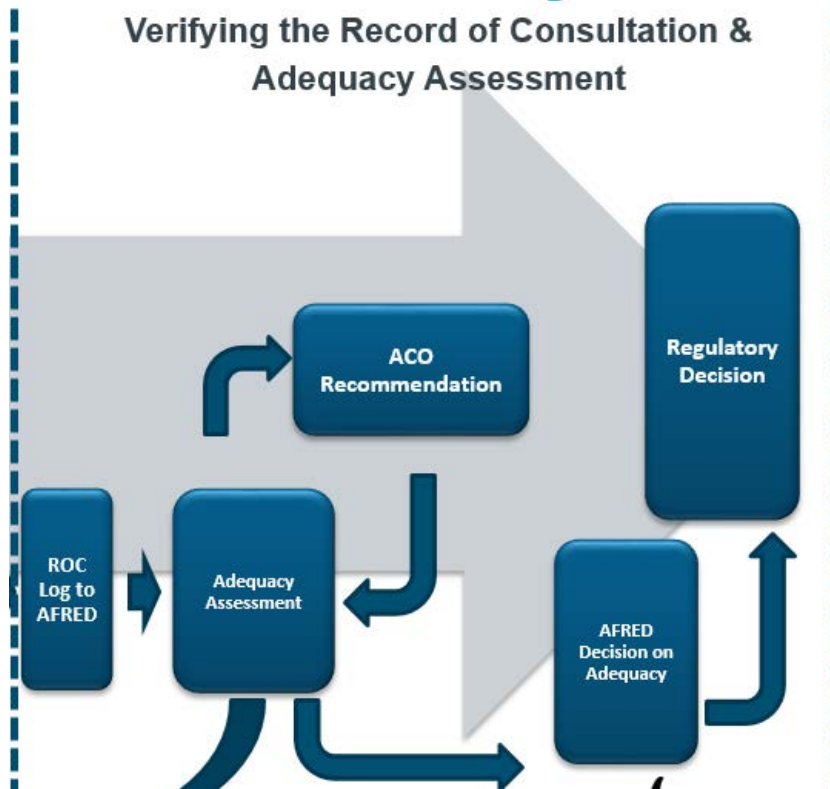 Verifying the Record of Consultation &
Adequacy Assessment
ACO
Recommendation
Regulatory
Decision
ROC
Log to
AFRED
Adequacy
Assessment
AFRED
Decision on
Adequacy